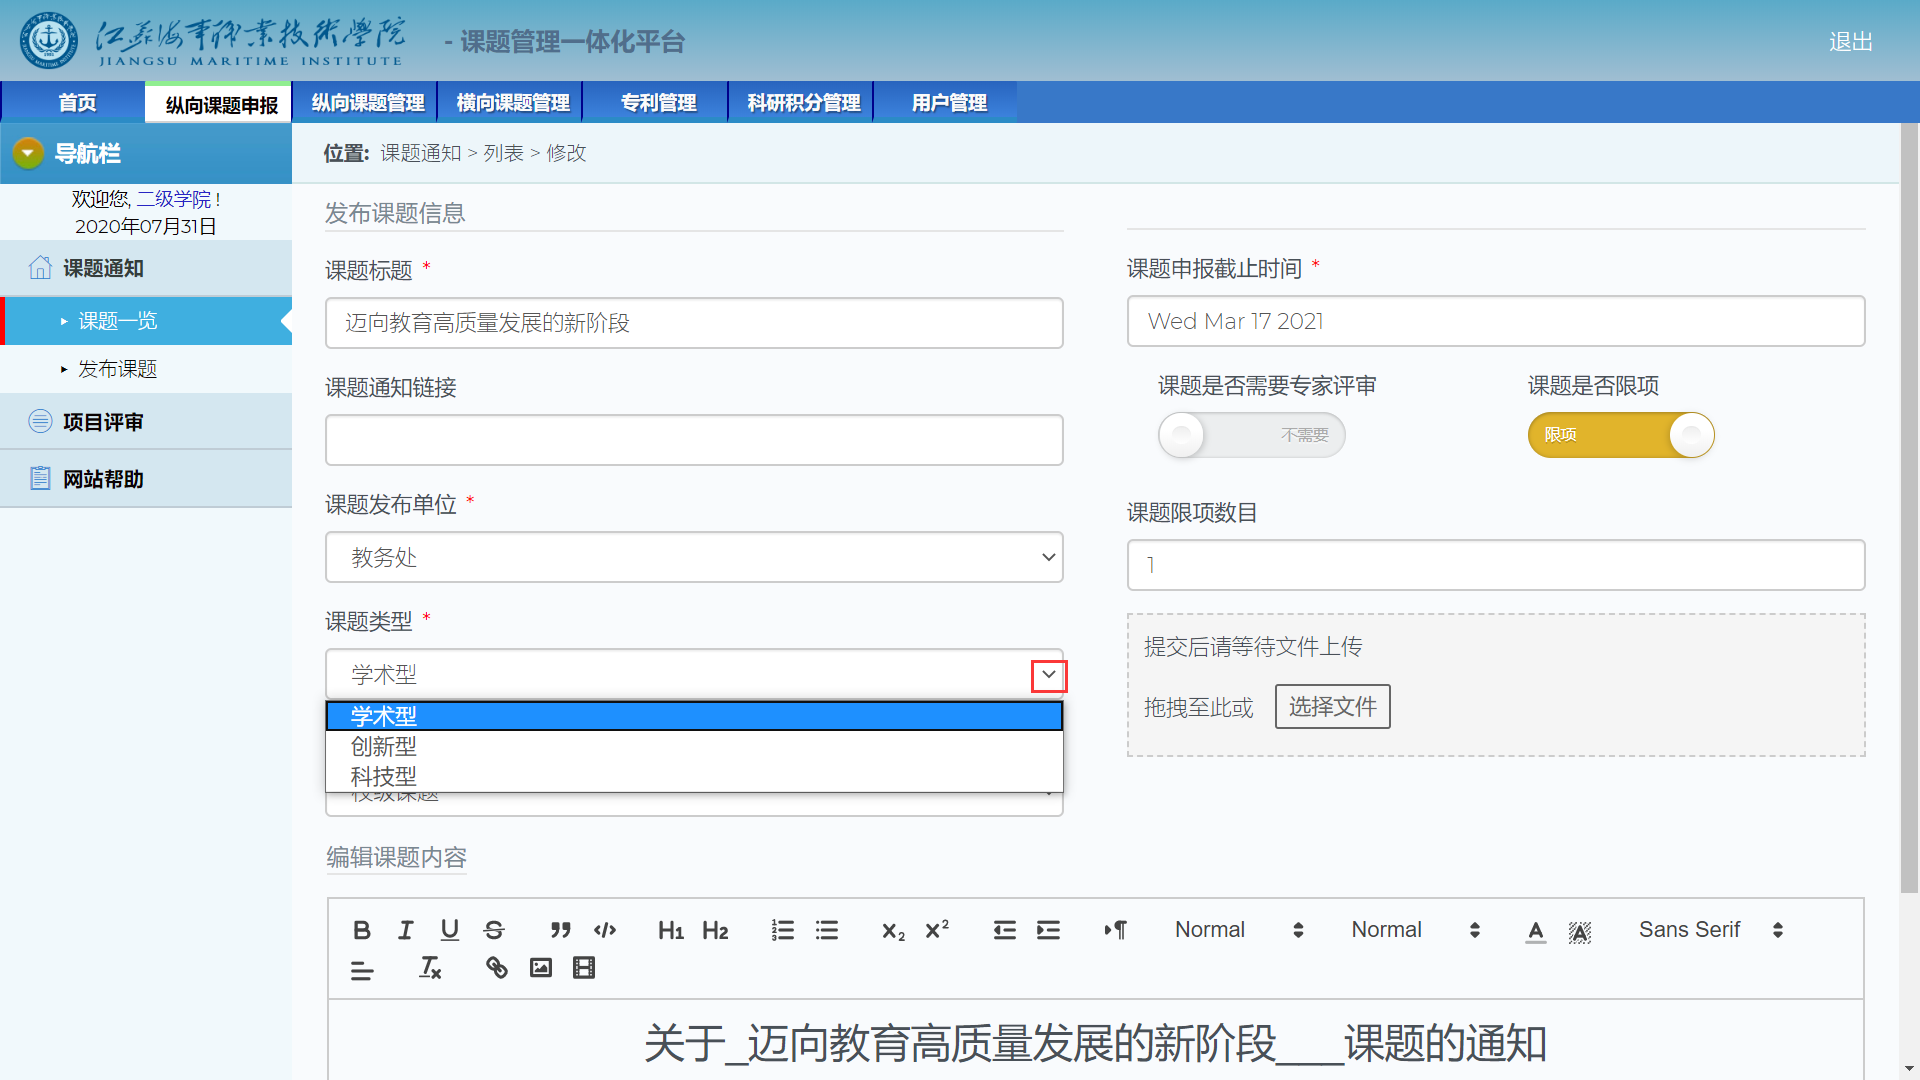 江苏海事职业技术学院
JIANGSU MARITIME INSTITUTE
- 课题管理一体化平台
退出
首页 纵向课题申报 纵向课题管理 横向课题管理 专利管理 科研积分管理 用户管理
导航栏
欢迎您, 二级学院 !
2020年07月31日
课题通知
课题一览
发布课题
项目评审
网站帮助
位置: 课题通知 > 列表 > 修改
发布课题信息
课题标题 *
迈向教育高质量发展的新阶段
课题通知链接
课题发布单位 *
教务处
课题类型 *
学术型
学术型
创新型
科技型
校级课题
课题申报截止时间 *
Wed Mar 17 2021
课题是否需要专家评审 课题是否限项
不需要 限项
课题限项数目
1
提交后请等待文件上传
拖拽至此或 选择文件
编辑课题内容
Normal Normal Sans Serif
关于_迈向教育高质量发展的新阶段___课题的通知